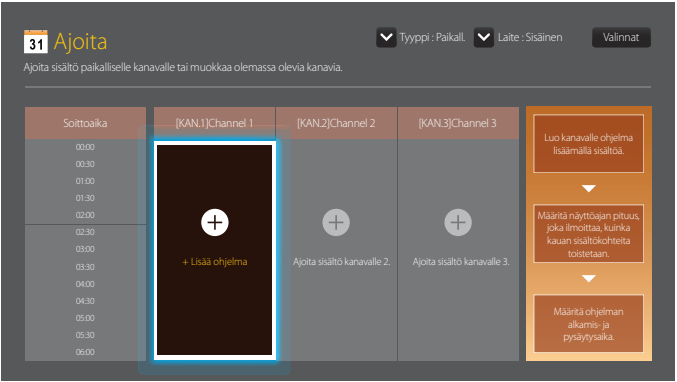 31 Ajoita
Tyyppi : Paikall. Laite : Sisäinen Valinnat
Ajoita sisältö paikalliselle kanavalle tai muokkaa olemassa olevia kanavia.
Soittoaika [KAN.1]Channel 1 [KAN.2]Channel 2 [KAN.3]Channel 3
00:00
00:30
01:00
01:30
02:00
02:30
03:00
03:30
04:00
04:30
05:00
05:30
06:00
+ Lisää ohjelma
Ajoita sisältö kanavalle 2.
Ajoita sisältö kanavalle 3.
Luo kanavalle ohjelma
lisäämällä sisältöä.
Määritä näyttöajan pituus,
joka ilmoittaa, kuinka
kauan sisältökohteita
toistetaan.
Määritä ohjelman
alkamis- ja
pysäytysaika.